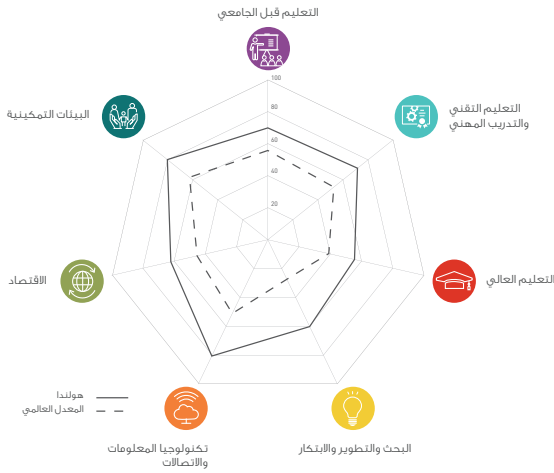 التعليم قبل الجامعي
100
80
60
40
20
التعليم التقني
والتدريب المهني
البيئات التمكينية
التعليم العالي
الاقتصاد
البحث والتطوير والابتكار
تكنولوجيا المعلومات
والاتصالات
هولندا
المعدل العالمي